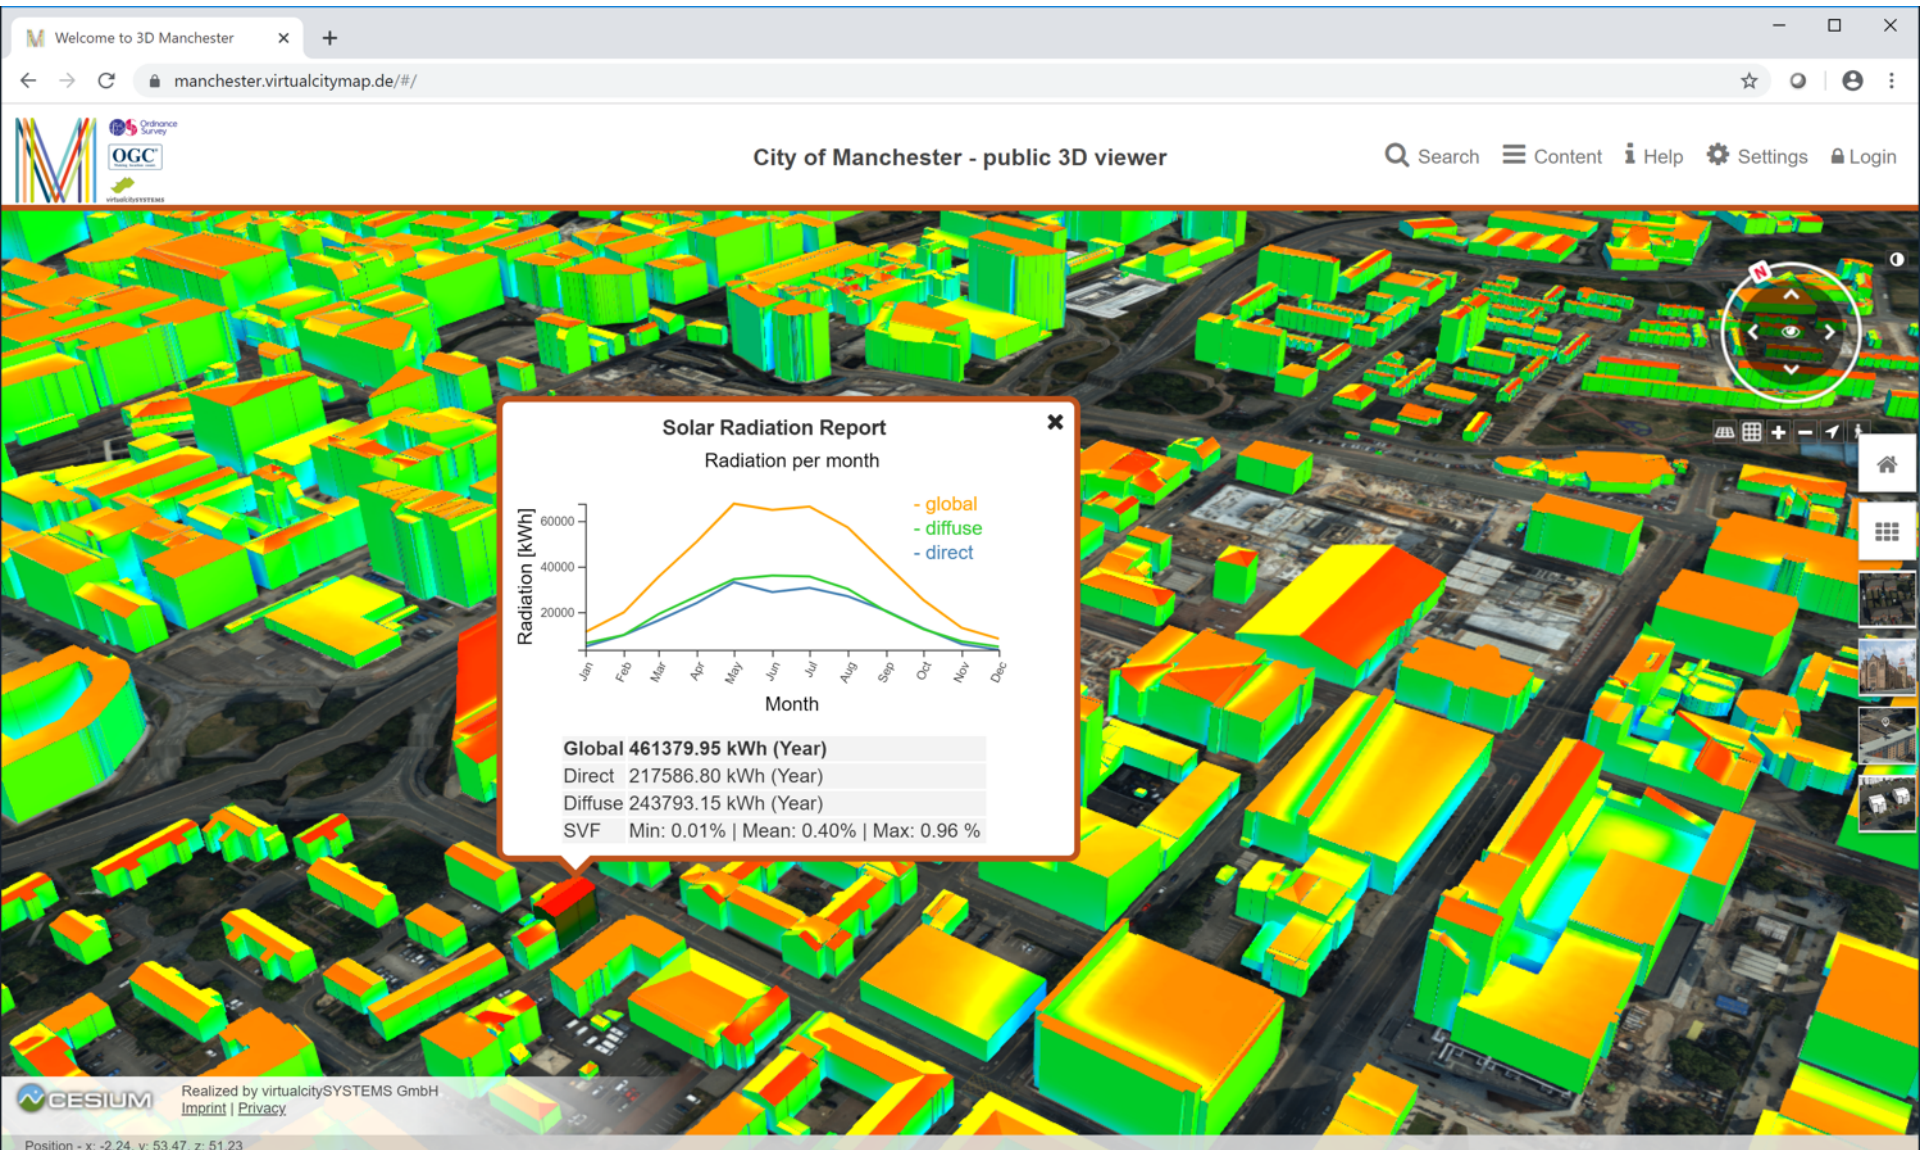 Welcome to 3D Manchester
manchester.virtualcitymap.de/#/
Ordnance
Survey
OGC
virtualcitySYSTEMS
City of Manchester - public 3D viewer
Search
Content
Help
Settings
Login
N
Solar Radiation Report
Radiation per month
- global
- diffuse
- direct
Radiation [kWh]
60000
40000
20000
Jan Feb Mar Apr May Jun Jul Aug Sep Oct Nov Dec
Month
Global 461379.95 kWh (Year)
Direct 217586.80 kWh (Year)
Diffuse 243793.15 kWh (Year)
SVF Min: 0.01% | Mean: 0.40% | Max: 0.96 %
CESIUM
Realized by virtualcitySYSTEMS GmbH
Imprint | Privacy
Position - x: -2.24, y: 53.47, z: 51.23